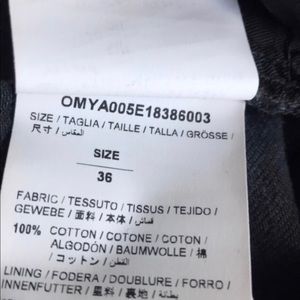 OMYA005E18386003
SIZE / TAGLIA / TAILLE / TALLA / GRÖSSE /
尺寸 / المقاس /
SIZE
36
FABRIC / TESSUTO / TISSUS / TEJIDO /
GEWEBE / 面料 / 本体 / قماش /
100% COTTON / COTONE / COTON /
ALGODÓN / BAUMWOLLE / 棉
/ コットン / القطن /
LINING / FODERA / DOUBLURE / FORRO /
INNENFUTTER / 里料 / 裏地 / بطانة /